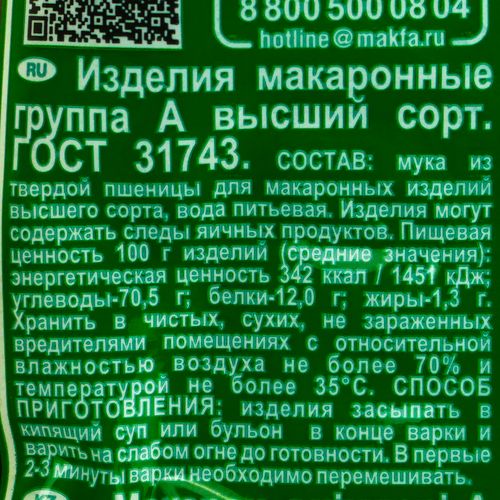 8 800 500 08 04
hotline@makfa.ru
RU Изделия макаронные
группа А высший сорт.
ГОСТ 31743. СОСТАВ: мука из
твердой пшеницы для макаронных изделий
высшего сорта, вода питьевая. Изделия могут
содержать следы яичных продуктов. Пищевая
ценность 100 г изделий (средние значения):
энергетическая ценность 342 ккал / 1451 кДж;
углеводы-70,5 г; белки-12,0 г; жиры-1,3 г.
Хранить в чистых, сухих, не зараженных
вредителями помещениях с относительной
влажностью воздуха не более 70% и
температурой не более 35°С. СПОСОБ
ПРИГОТОВЛЕНИЯ: изделия засыпать в
кипящий суп или бульон в конце варки и
варить на слабом огне до готовности. В первые
2-3 минуты варки необходимо перемешивать.
KZ